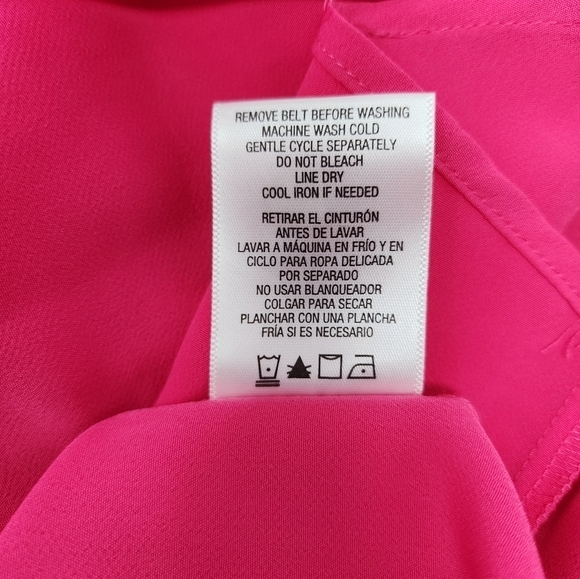 REMOVE BELT BEFORE WASHING
MACHINE WASH COLD
GENTLE CYCLE SEPARATELY
DO NOT BLEACH
LINE DRY
COOL IRON IF NEEDED
RETIRAR EL CINTURÓN
ANTES DE LAVAR
LAVAR A MÁQUINA EN FRÍO Y EN
CICLO PARA ROPA DELICADA
POR SEPARADO
NO USAR BLANQUEADOR
COLGAR PARA SECAR
PLANCHAR CON UNA PLANCHA
FRÍA SI ES NECESARIO